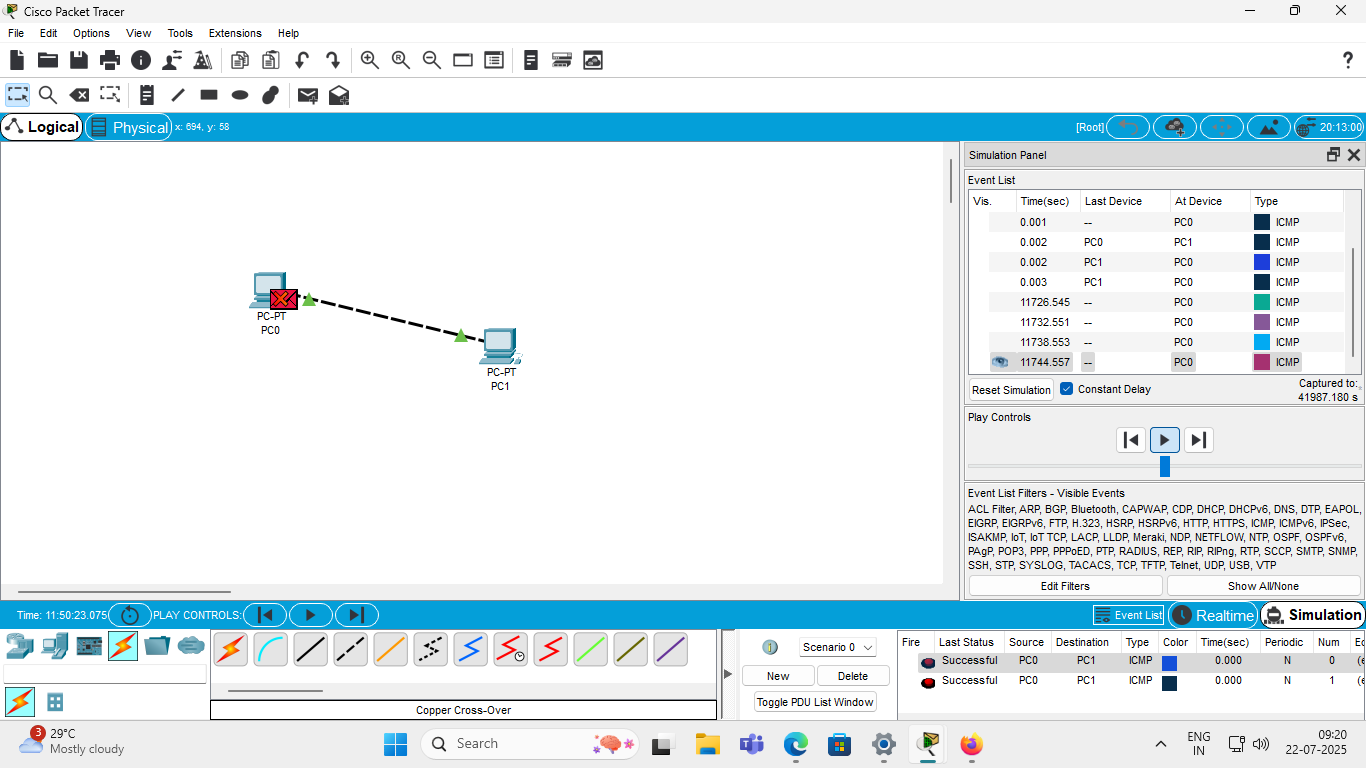 Cisco Packet Tracer
File Edit Options View Tools Extensions Help
Logical Physical x: 694, y: 58 [Root] 20:13:00
PC-PT
PC0
PC-PT
PC1
Simulation Panel
Event List
Vis. Time(sec) Last Device At Device Type
0.001 -- PC0 ICMP
0.002 PC0 PC1 ICMP
0.002 PC1 PC0 ICMP
0.003 PC1 PC0 ICMP
11726.545 -- PC0 ICMP
11732.551 -- PC0 ICMP
11738.553 -- PC0 ICMP
11744.557 -- PC0 ICMP
Reset Simulation Constant Delay Captured to:
41987.180 s
Play Controls
Event List Filters - Visible Events
ACL Filter, ARP, BGP, Bluetooth, CAPWAP, CDP, DHCP, DHCPv6, DNS, DTP, EAPOL,
EIGRP, EIGRPv6, FTP, H.323, HSRP, HSRPv6, HTTP, HTTPS, ICMP, ICMPv6, IPSec,
ISAKMP, IoT, IoT TCP, LACP, LLDP, Meraki, NDP, NETFLOW, NTP, OSPF, OSPFv6,
PAgP, POP3, PPP, PPPoED, PTP, RADIUS, REP, RIP, RIPng, RTP, SCCP, SMTP, SNMP,
SSH, STP, SYSLOG, TACACS, TCP, TFTP, Telnet, UDP, USB, VTP
Edit Filters Show All/None
Time: 11:50:23.075 PLAY CONTROLS: Event List Realtime Simulation
Copper Cross-Over
Scenario 0
New Delete
Toggle PDU List Window
Fire Last Status Source Destination Type Color Time(sec) Periodic Num Ec
Successful PC0 PC1 ICMP 0.000 N 0 (e
Successful PC0 PC1 ICMP 0.000 N 1 (e
3
29°C
Mostly cloudy
Search
ENG
IN
09:20
22-07-2025